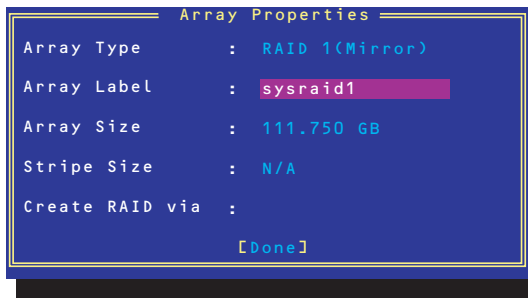 Array Properties
Array Type : RAID 1(Mirror)
Array Label : sysraid1
Array Size : 111.750 GB
Stripe Size : N/A
Create RAID via :
[Done]